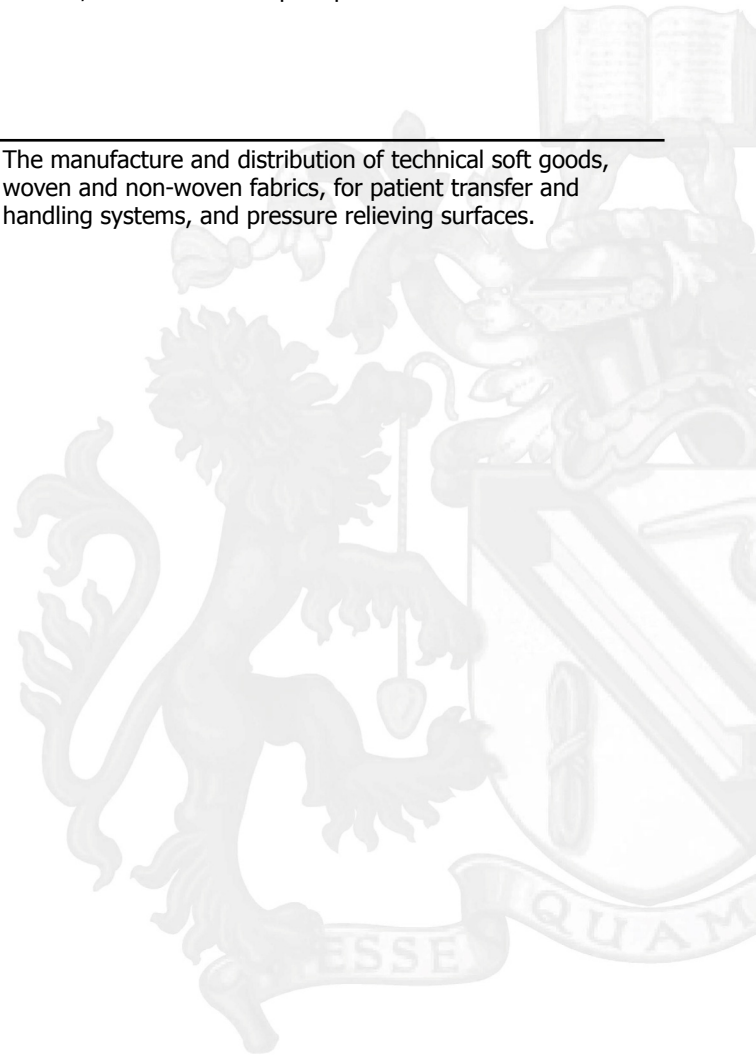 The manufacture and distribution of technical soft goods,
woven and non-woven fabrics, for patient transfer and
handling systems, and pressure relieving surfaces.
ESSE
QUAM